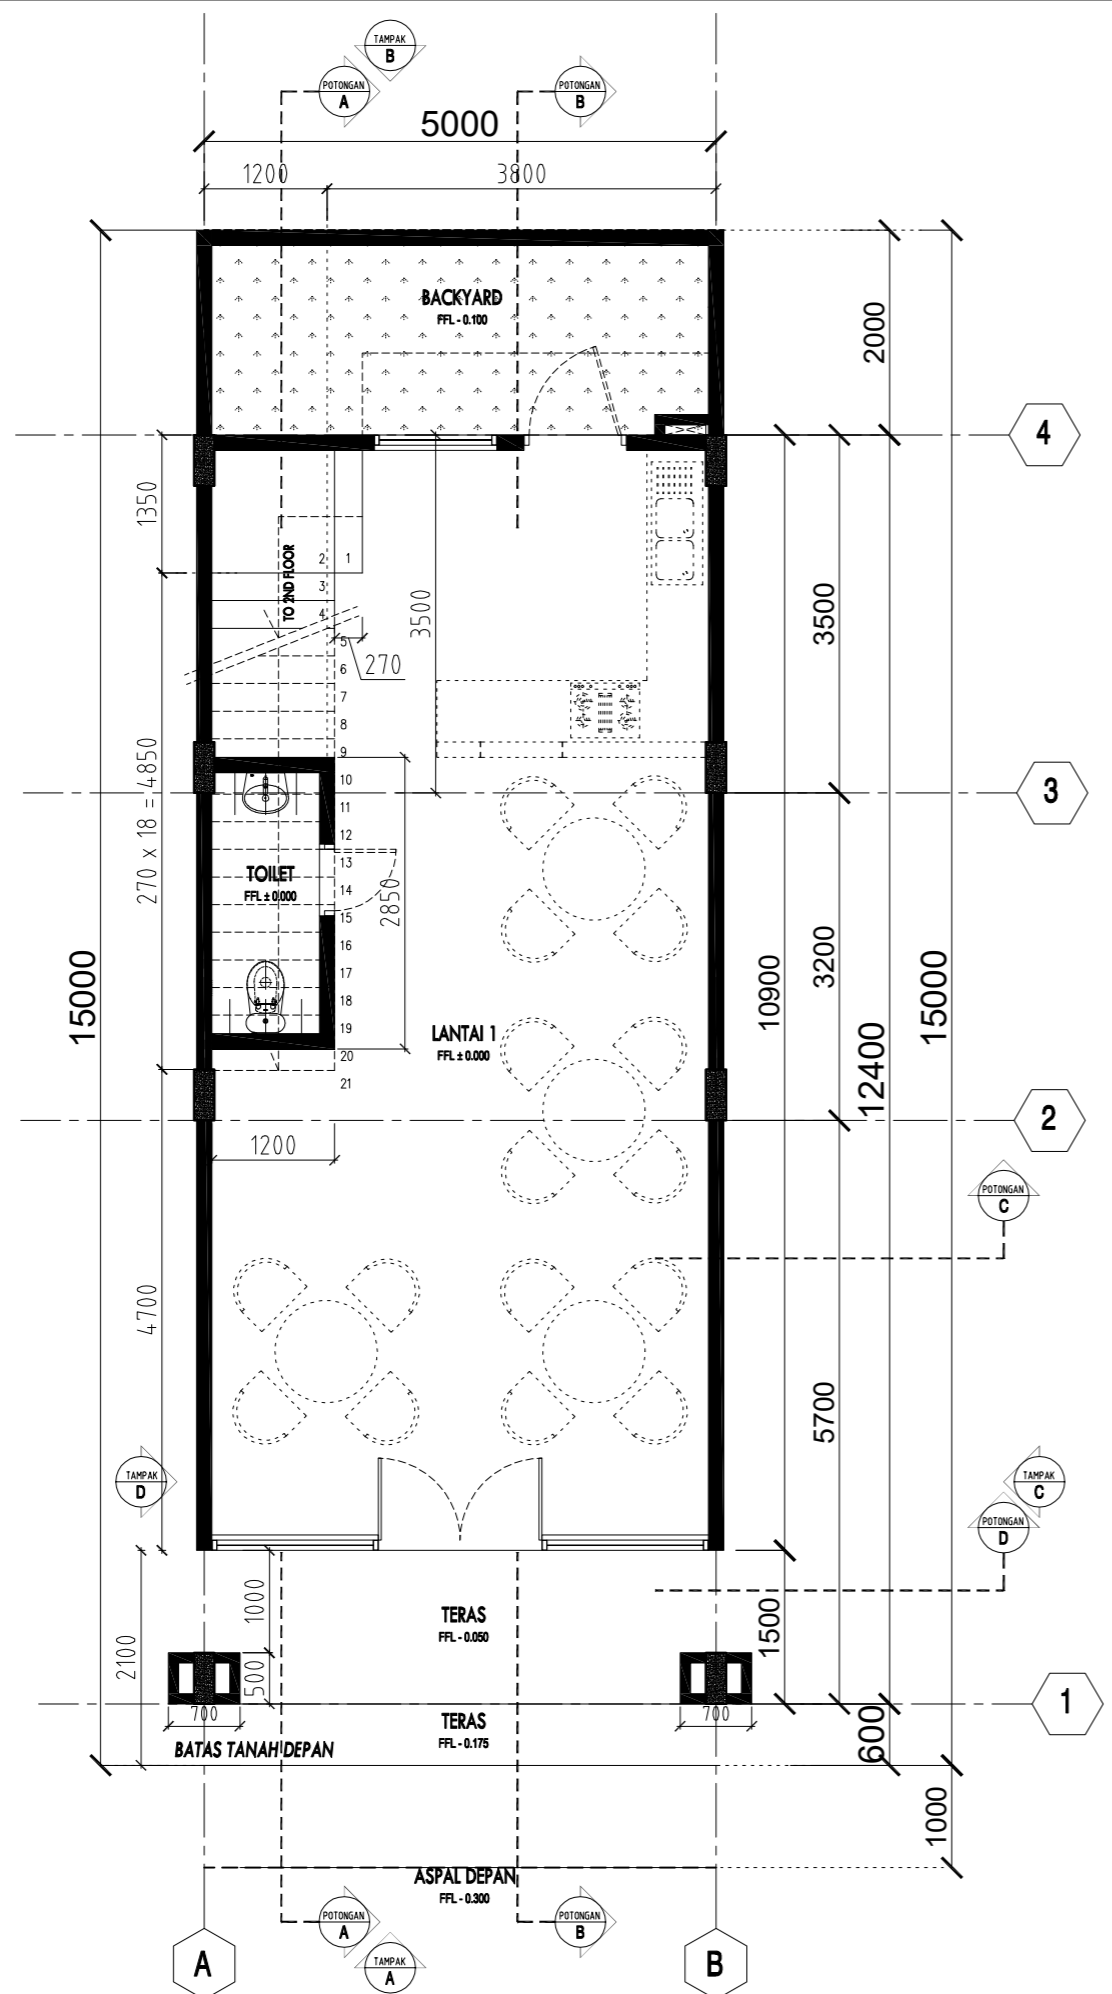 TAMPAK
B
POTONGAN
A
POTONGAN
B
5000
1200
3800
BACKYARD
FFL - 0.100
2000
4
1350
TO 2ND FLOOR
2
1
3
4
5
6
7
8
9
10
11
12
13
14
15
16
17
18
19
20
21
3500
270
3500
270 x 18 = 4850
3
TOILET
FFL ± 0.000
2850
15000
10900
3200
12400
15000
LANTAI 1
FFL ± 0.000
2
1200
POTONGAN
C
4700
5700
TAMPAK
D
TAMPAK
C
POTONGAN
D
1000
2100
500
TERAS
FFL - 0.050
1500
700
700
1
TERAS
FFL - 0.175
600
BATAS TANAH DEPAN
1000
ASPAL DEPAN
FFL - 0.300
POTONGAN
A
POTONGAN
B
TAMPAK
A
A
B